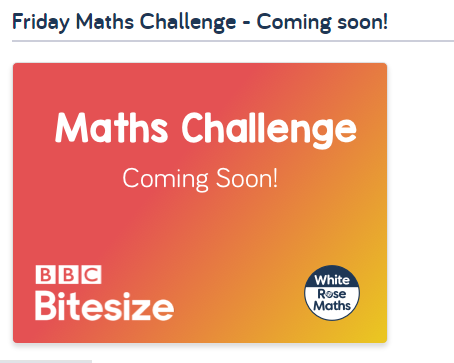 Friday Maths Challenge - Coming soon!
Maths Challenge
Coming Soon!
BBC
Bitesize
White
Rose
Maths